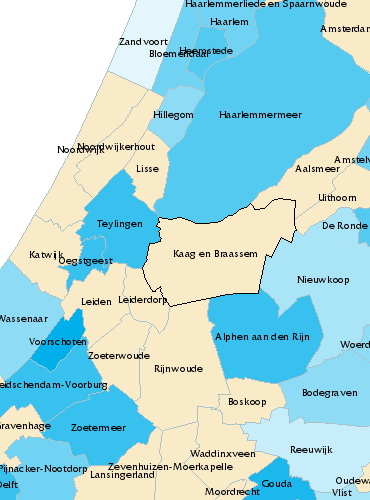 Haarlemmerliede en Spaarnwoude
Haarlem
Amsterdam
Zandvoort
Heemstede
Bloemendaal
Hillegom
Haarlemmermeer
Noordwijkerhout
Noordwijk
Amstelv
Lisse
Aalsmeer
Uithoorn
Teylingen
De Ronde
Katwijk
Kaag en Braassem
Oegstgeest
Nieuwkoop
Leiden
Leiderdorp
Wassenaar
Voorschoten
Alphen aan den Rijn
Woerd
Zoeterwoude
Rijnwoude
eidschendam-Voorburg
Bodegraven
Boskoop
Gravenhage
Zoetermeer
Reeuwijk
Waddinxveen
Pijnacker-Nootdorp
Zevenhuizen-Moerkapelle
Lansingerland
Oudewa
Delft
Gouda
Moordrecht
Vlist